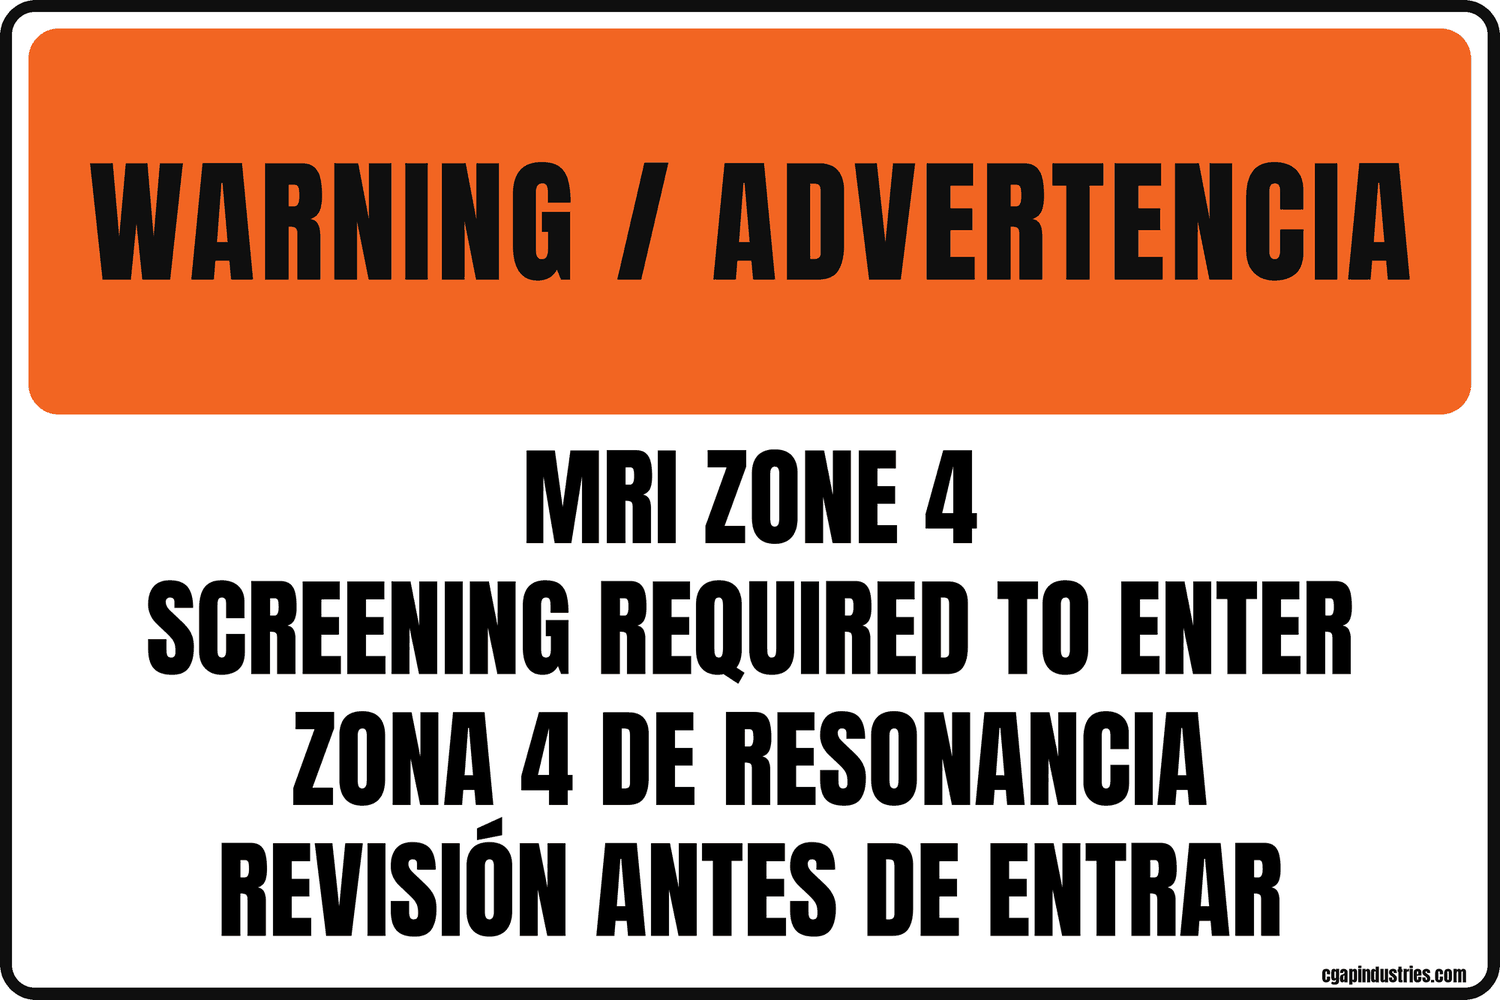 WARNING / ADVERTENCIA
MRI ZONE 4
SCREENING REQUIRED TO ENTER
ZONA 4 DE RESONANCIA
REVISIÓN ANTES DE ENTRAR
cgapindustries.com